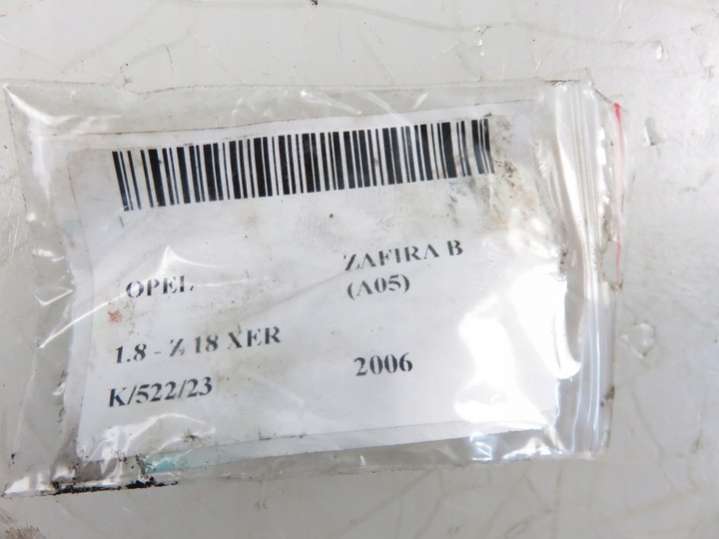 OPEL
ZAFIRA B
(A05)
1.8 - Z 18 XER
K/522/23
2006